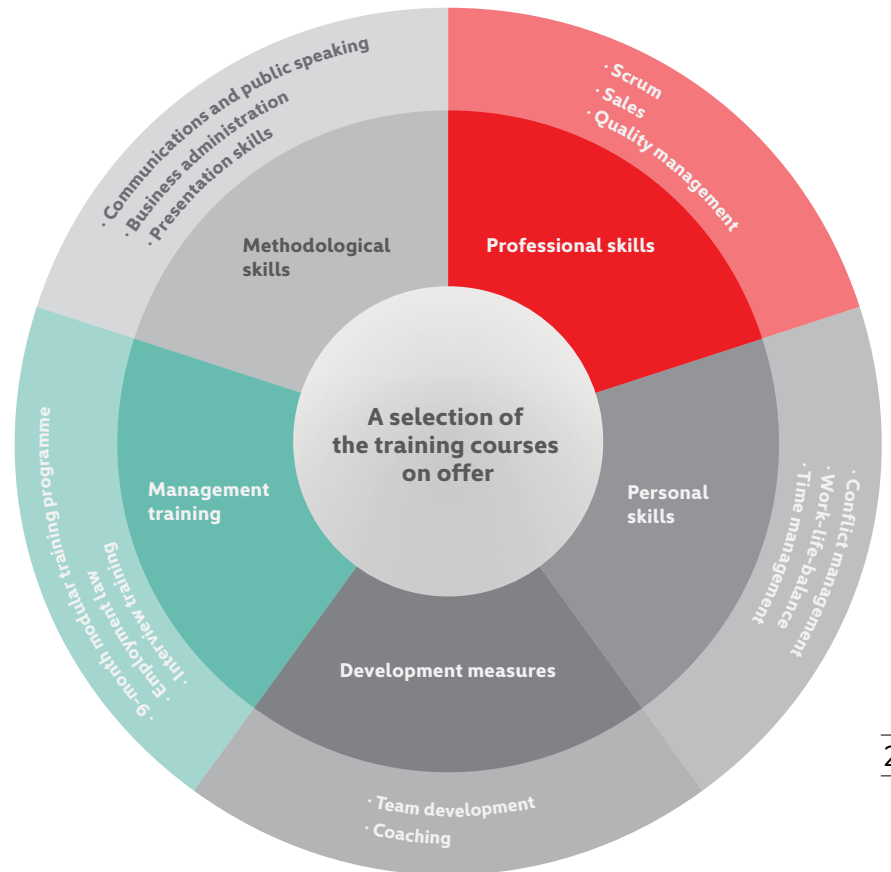 A selection of
the training courses
on offer
Professional skills
· Scrum
· Sales
· Quality management
Personal
skills
· Conflict management
· Work-life-balance
· Time management
Development measures
· Team development
· Coaching
Management
training
· 9-month modular training programme
· Employment law
· Interview training
Methodological
skills
· Communications and public speaking
· Business administration
· Presentation skills
2